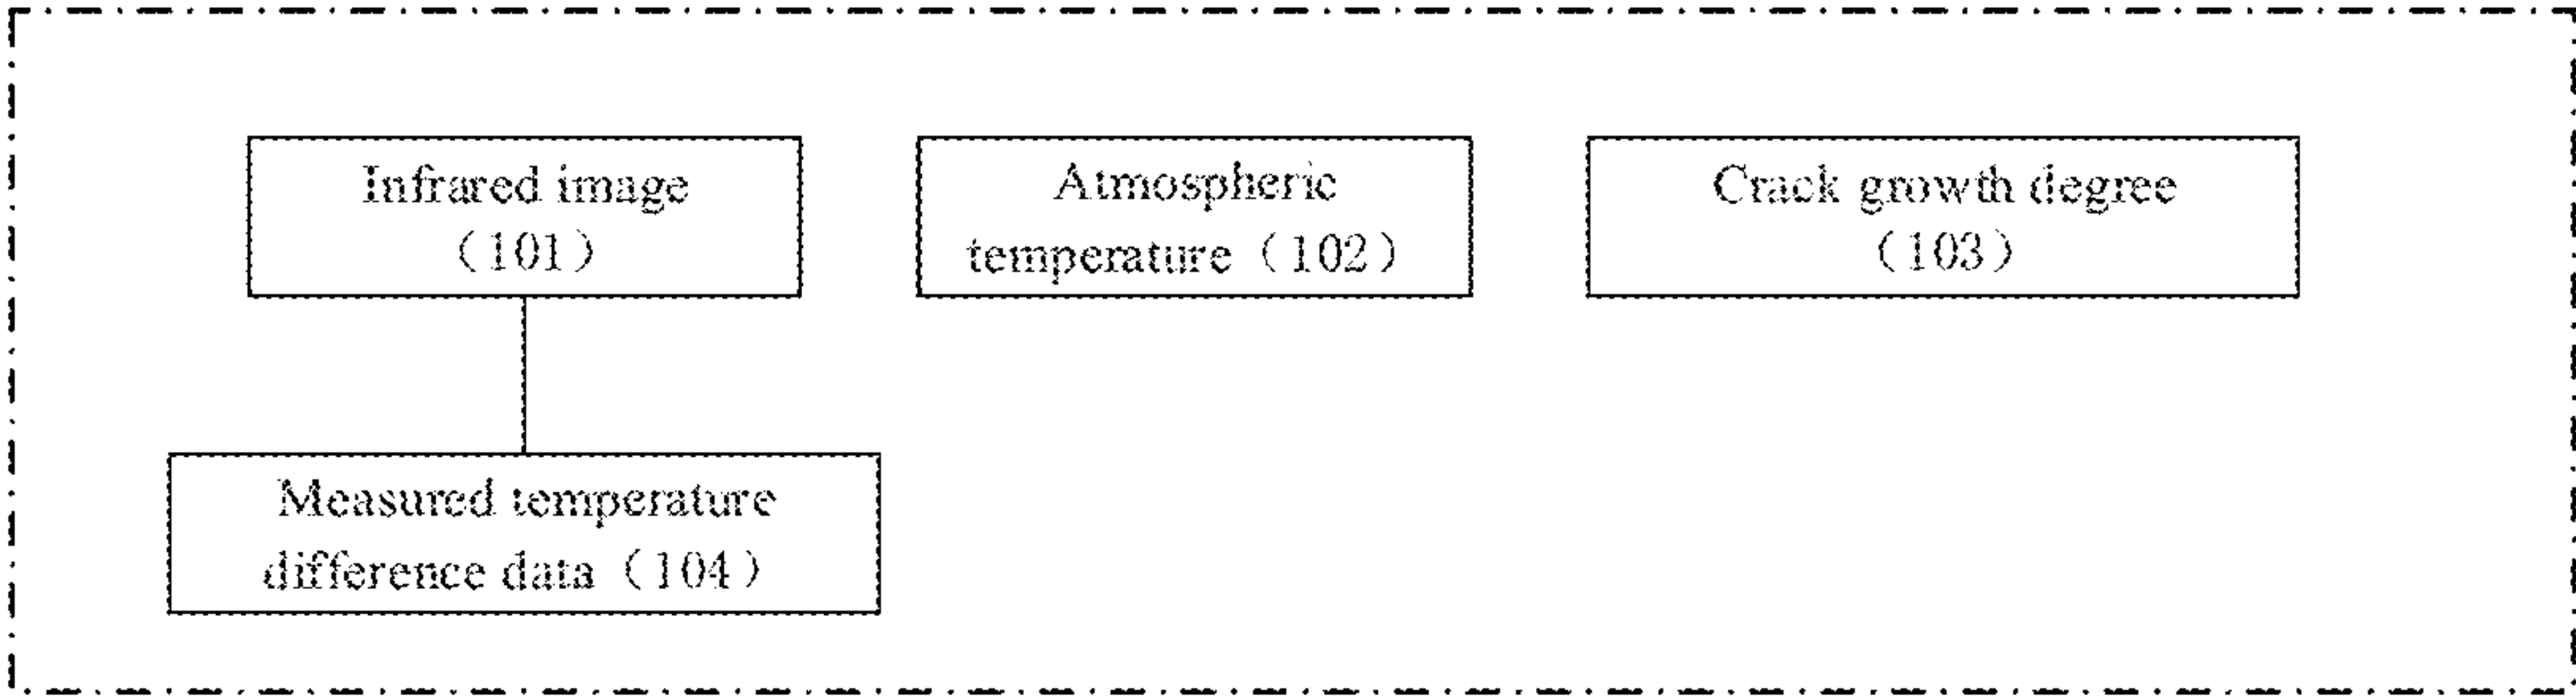 Infrared image
（101）
Atmospheric
temperature（102）
Crack growth degree
（103）
Measured temperature
difference data（104）